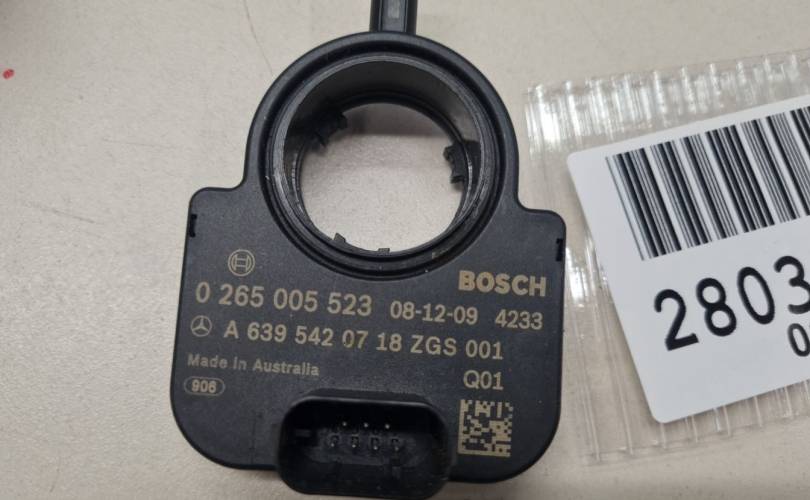 BOSCH
0 265 005 523 08-12-09 4233
A 639 542 07 18 ZGS 001
Made in Australia Q01
906
2803
0